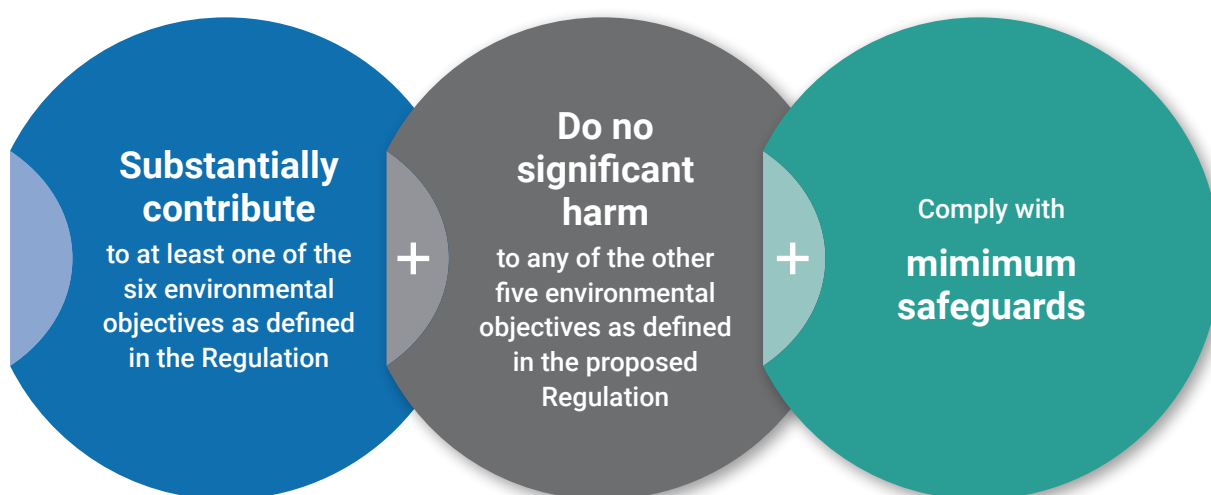 Substantially
contribute
to at least one of the
six environmental
objectives as defined
in the Regulation
+
Do no
significant
harm
to any of the other
five environmental
objectives as defined
in the proposed
Regulation
+
Comply with
mimimum
safeguards